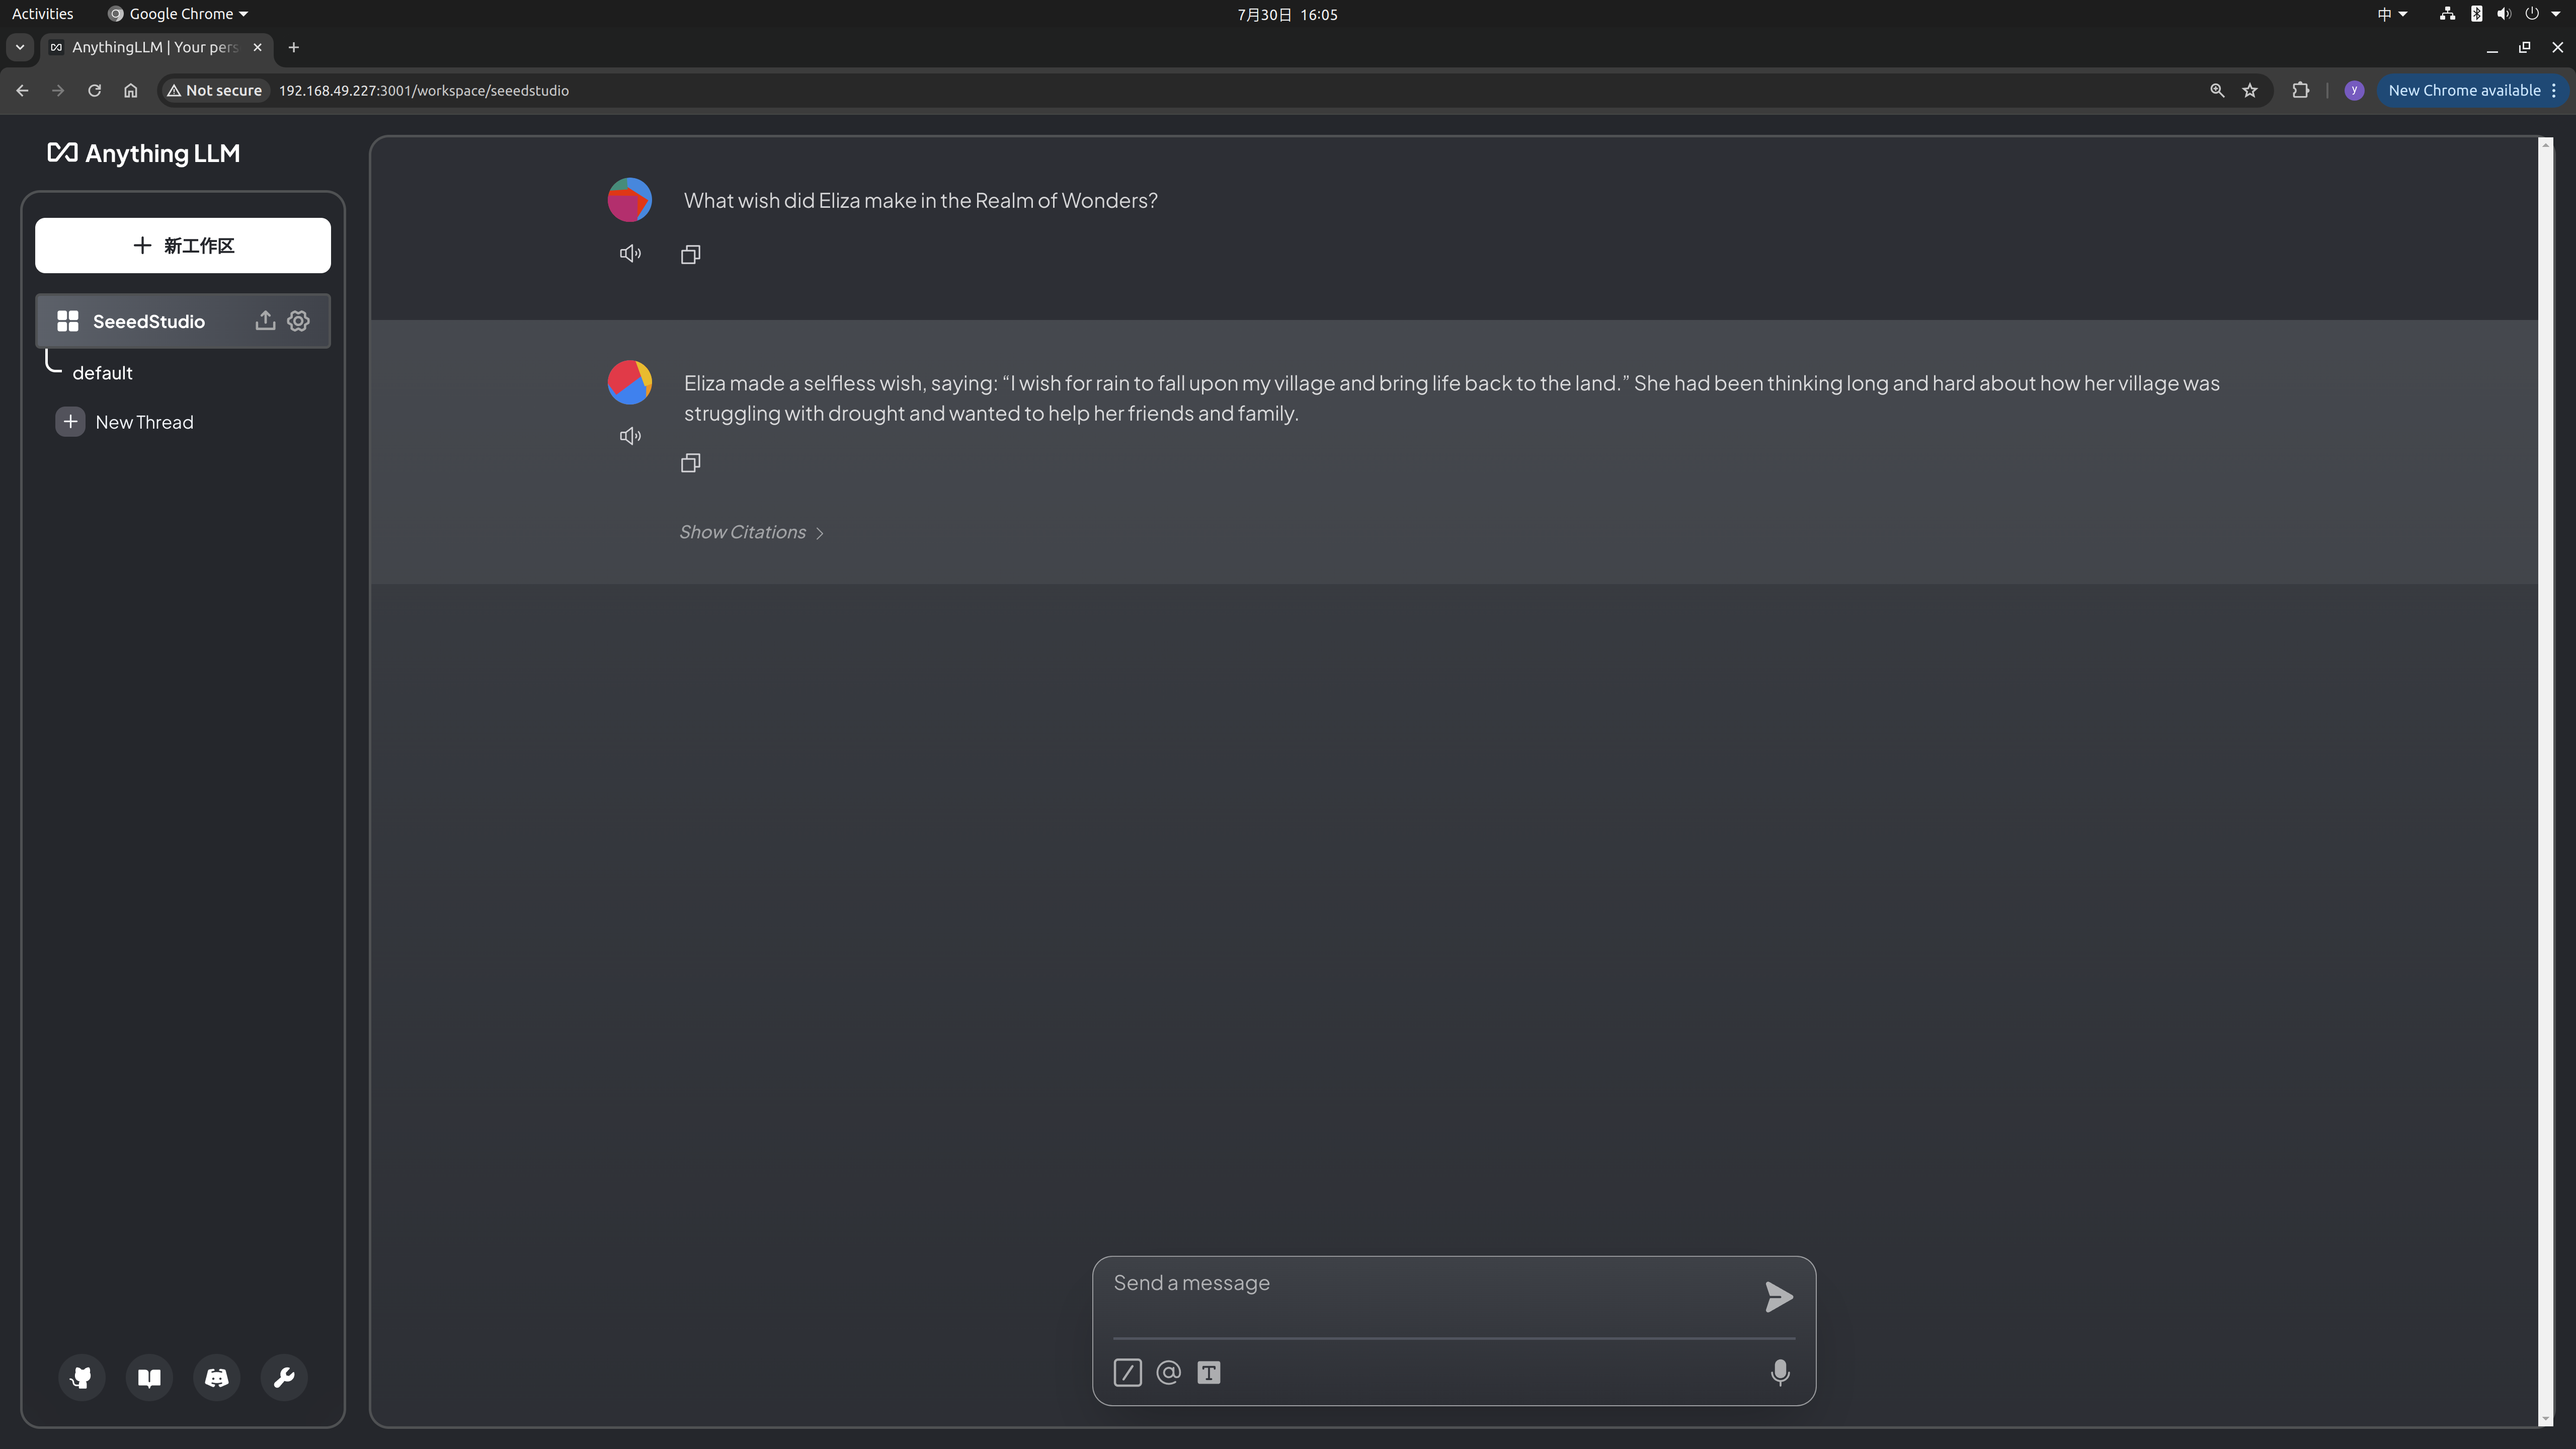 Activities
Google Chrome
7月30日 16:05
中
AnythingLLM | Your pers
Not secure
192.168.49.227:3001/workspace/seeedstudio
y
New Chrome available
Anything LLM
新工作区
SeeedStudio
default
New Thread
What wish did Eliza make in the Realm of Wonders?
Eliza made a selfless wish, saying: “I wish for rain to fall upon my village and bring life back to the land.” She had been thinking long and hard about how her village was
struggling with drought and wanted to help her friends and family.
Show Citations
Send a message